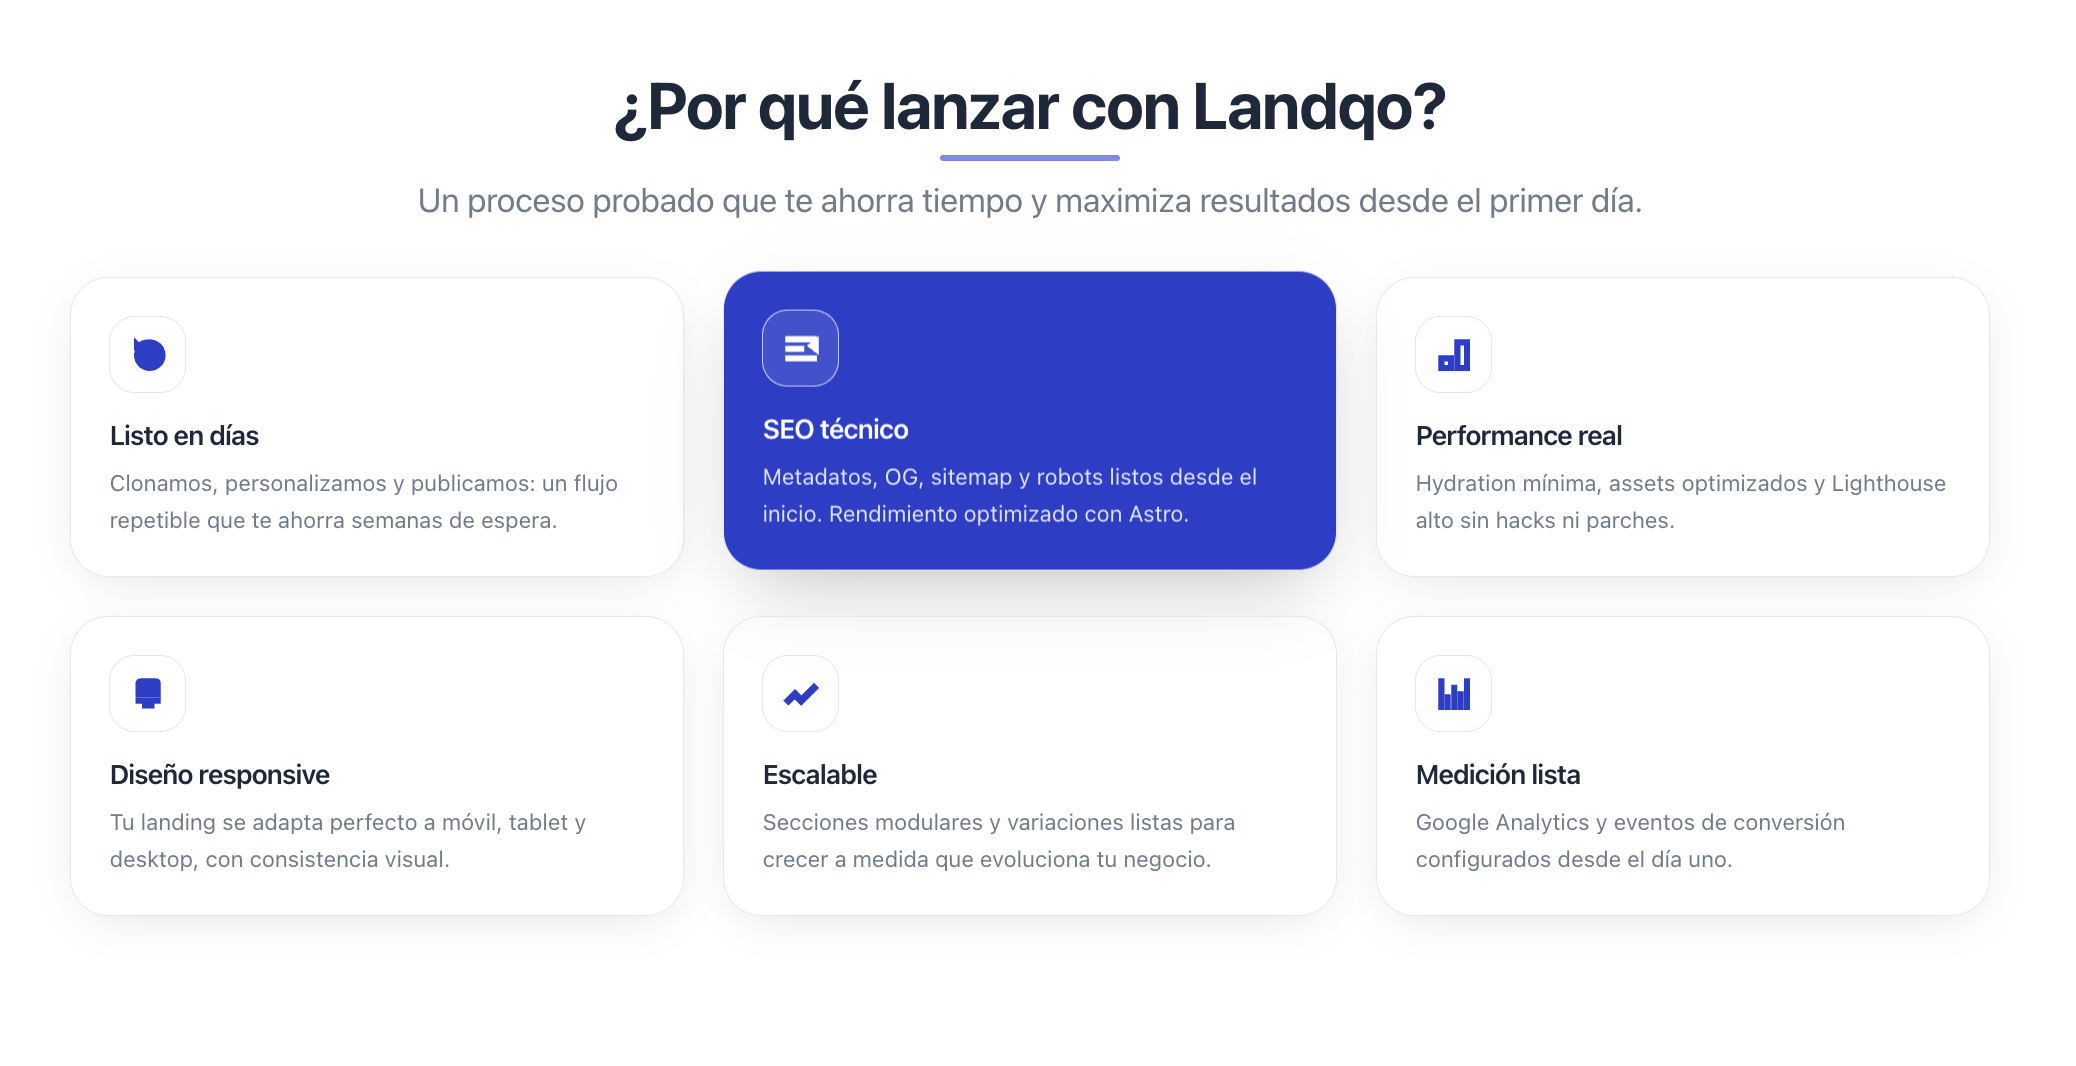 ¿Por qué lanzar con Landqo?
Un proceso probado que te ahorra tiempo y maximiza resultados desde el primer día.
Listo en días
Clonamos, personalizamos y publicamos: un flujo
repetible que te ahorra semanas de espera.
SEO técnico
Metadatos, OG, sitemap y robots listos desde el
inicio. Rendimiento optimizado con Astro.
Performance real
Hydration mínima, assets optimizados y Lighthouse
alto sin hacks ni parches.
Diseño responsive
Tu landing se adapta perfecto a móvil, tablet y
desktop, con consistencia visual.
Escalable
Secciones modulares y variaciones listas para
crecer a medida que evoluciona tu negocio.
Medición lista
Google Analytics y eventos de conversión
configurados desde el día uno.